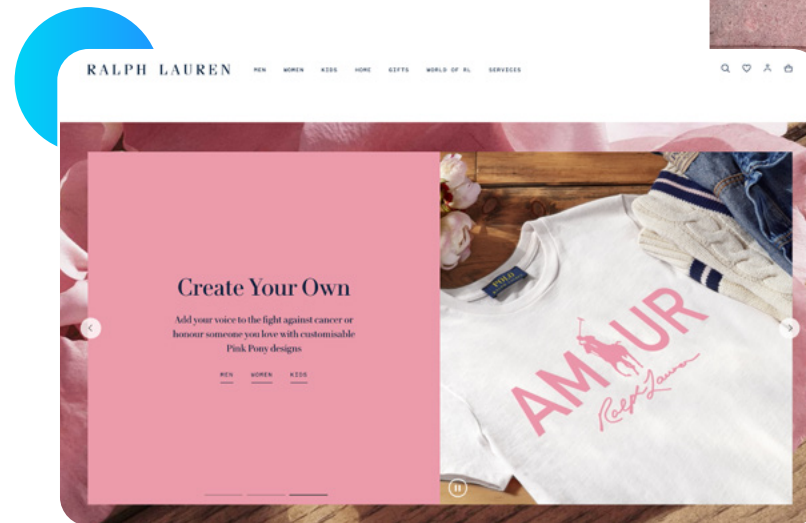 RALPH LAUREN
MEN WOMEN KIDS HOME GIFTS WORLD OF RL SERVICES
Create Your Own
Add your voice to the fight against cancer or
honour someone you love with customisable
Pink Pony designs
MEN WOMEN KIDS
POLO
AMOUR
Ralph Lauren